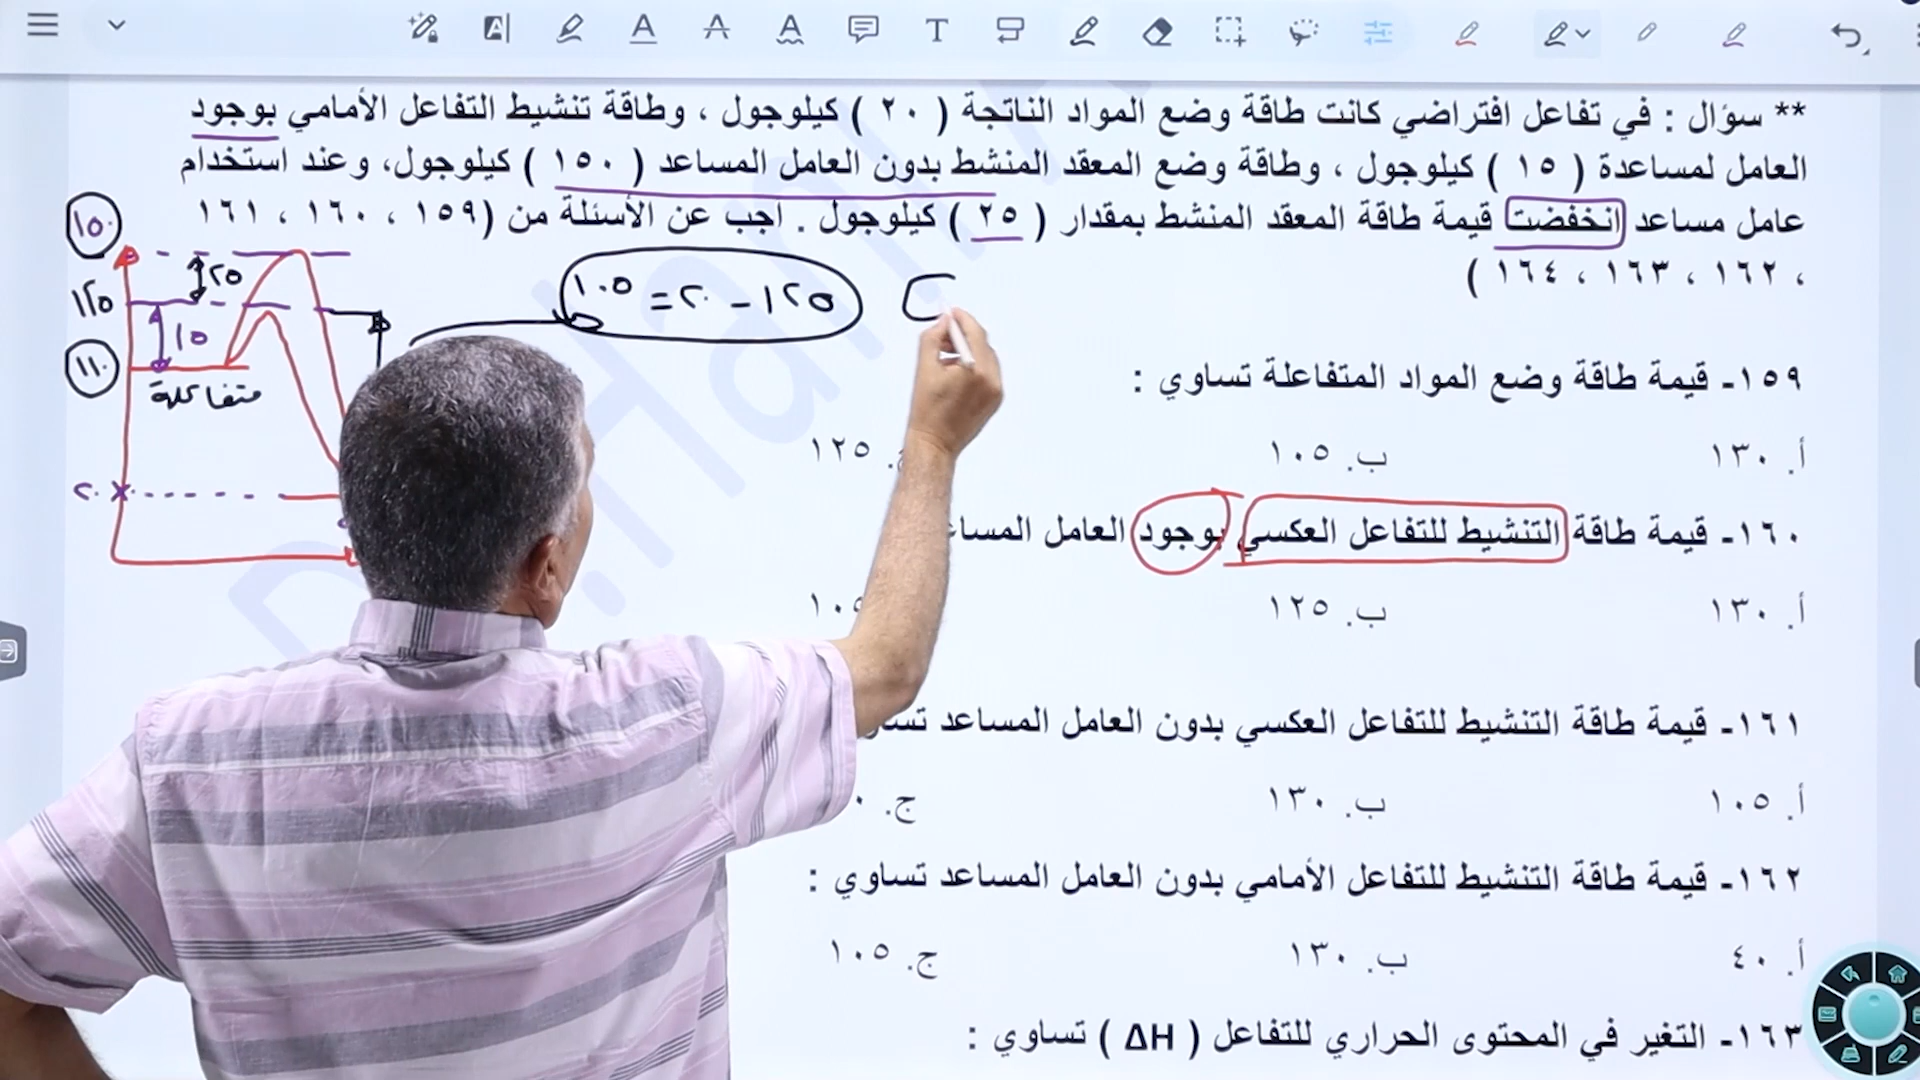 ** سؤال : في تفاعل افتراضي كانت طاقة وضع المواد الناتجة ( ٢٠ ) كيلوجول ، وطاقة تنشيط التفاعل الأمامي بوجود
العامل لمساعدة ( ١٥ ) كيلوجول ، وطاقة وضع المعقد المنشط بدون العامل المساعد ( ١٥٠ ) كيلوجول، وعند استخدام
عامل مساعد انخفضت قيمة طاقة المعقد المنشط بمقدار ( ٢٥ ) كيلوجول . اجب عن الأسئلة من (١٥٩ ، ١٦٠ ، ١٦١
، ١٦٢ ، ١٦٣ ، ١٦٤ )
١٥٠
٢٥
١٢٥
١٥
١١٠
متفاعلة
٢٠
١٢٥ - ٢٠ = ١٠٥
١٥٩- قيمة طاقة وضع المواد المتفاعلة تساوي :
أ. ١٣٠ ب. ١٠٥ ج. ١٢٥
١٦٠- قيمة طاقة التنشيط للتفاعل العكسي بوجود العامل
أ. ١٣٠ ب. ١٢٥
١٦١- قيمة طاقة التنشيط للتفاعل العكسي بدون العامل المساعد
أ. ١٠٥ ب. ١٣٠ ج.
١٦٢- قيمة طاقة التنشيط للتفاعل الأمامي بدون العامل المساعد تساوي :
أ. ٤٠ ب. ١٣٠ ج. ١٠٥
١٦٣- التغير في المحتوى الحراري للتفاعل ( ΔH ) تساوي :